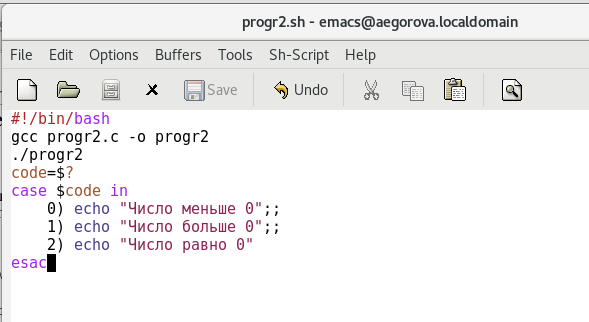 progr2.sh - emacs@aegorova.localdomain
File Edit Options Buffers Tools Sh-Script Help
Save Undo
#!/bin/bash
gcc progr2.c -o progr2
./progr2
code=$?
case $code in
    0) echo "Число меньше 0";;
    1) echo "Число больше 0";;
    2) echo "Число равно 0"
esac